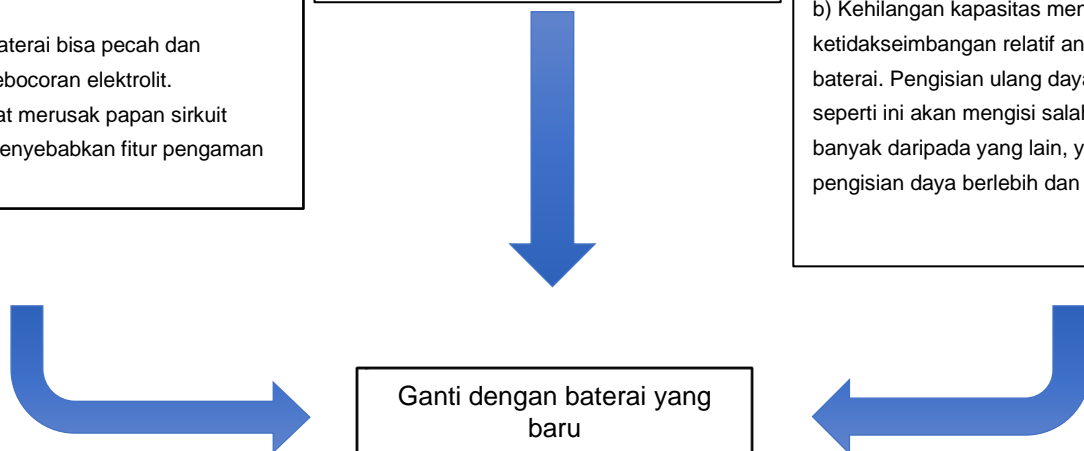 aterai bisa pecah dan
ebocoran elektrolit.
at merusak papan sirkuit
enyebabkan fitur pengaman
b) Kehilangan kapasitas men
ketidakseimbangan relatif an
baterai. Pengisian ulang daya
seperti ini akan mengisi salah
banyak daripada yang lain, y
pengisian daya berlebih dan
Ganti dengan baterai yang
baru